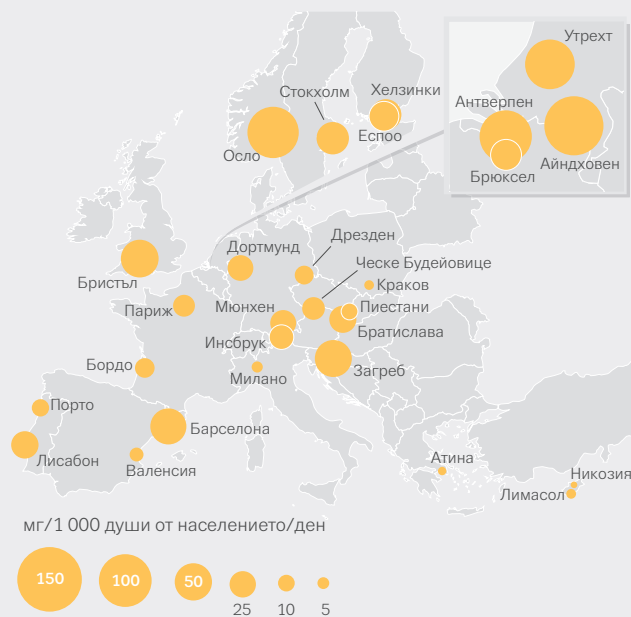 Утрехт
Стокхолм
Хелзинки
Антверпен
Осло
Еспоо
Айндховен
Брюксел
Дортмунд
Дрезден
Ческе Будейовице
Бристъл
Краков
Париж
Мюнхен
Пиестани
Братислава
Инсбрук
Бордо
Милано
Загреб
Порто
Барселона
Лисабон
Валенсия
Атина
Никозия
Лимасол
мг/1 000 души от населението/ден
150
100
50
25
10
5